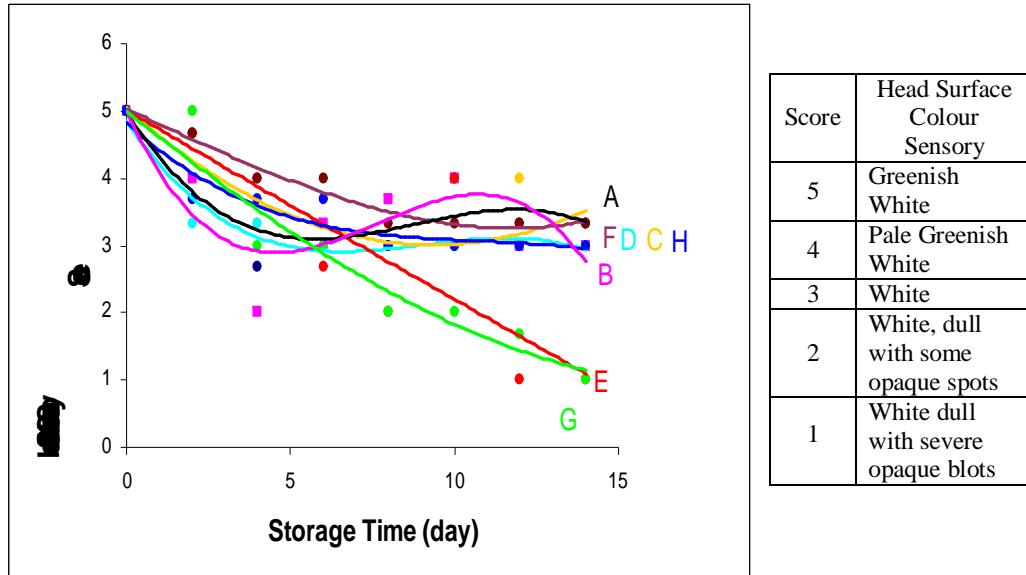 6
5
4
3
2
1
0
0
5
10
15
Storage Time (day)
A
F D C H
B
E
G
Score
Head Surface
Colour
Sensory
5
Greenish
White
4
Pale Greenish
White
3
White
2
White, dull
with some
opaque spots
1
White dull
with severe
opaque blots